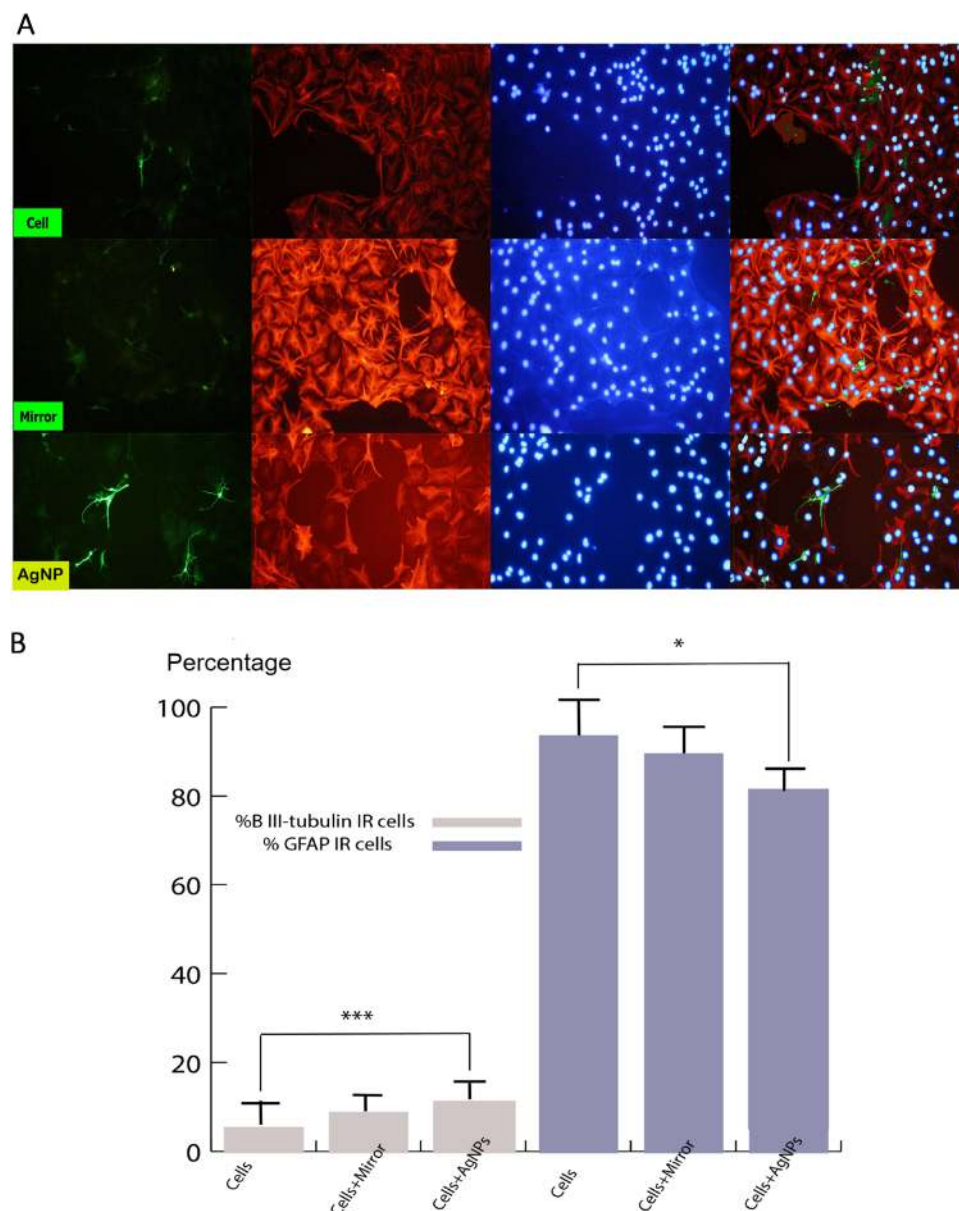 A
Cell
Mirror
AgNP
B
Percentage
*
100
80
%B III-tubulin IR cells
% GFAP IR cells
60
40
***
20
0
Cells
Cells+Mirror
Cells+AgNPs
Cells
Cells+Mirror
Cells+AgNPs